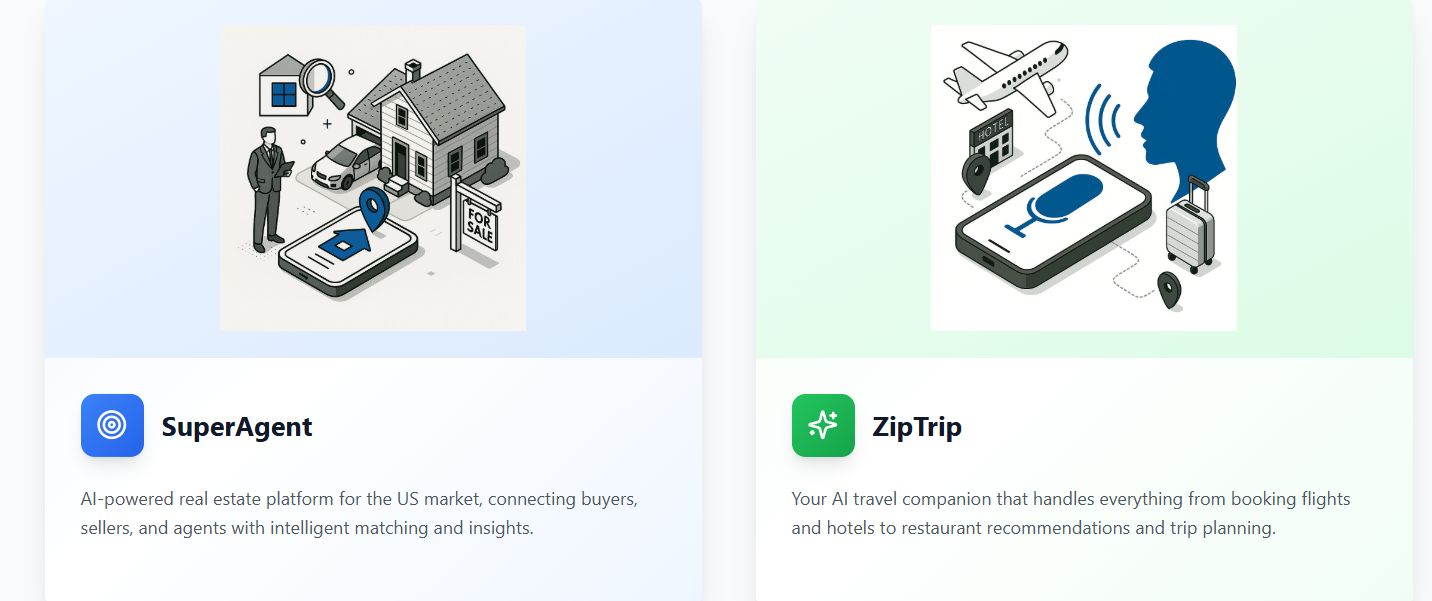 HOTEL
FOR
SALE
SuperAgent
ZipTrip
AI-powered real estate platform for the US market, connecting buyers,
sellers, and agents with intelligent matching and insights.
Your AI travel companion that handles everything from booking flights
and hotels to restaurant recommendations and trip planning.